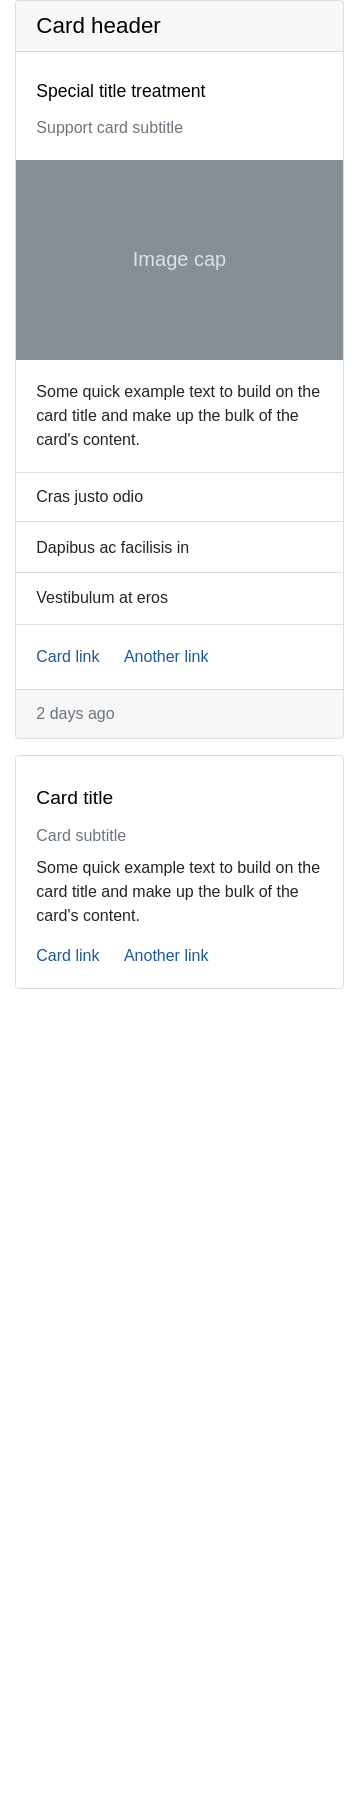 Card header
Special title treatment
Support card subtitle
Image cap
Some quick example text to build on the
card title and make up the bulk of the
card's content.
Cras justo odio
Dapibus ac facilisis in
Vestibulum at eros
Card link Another link
2 days ago
Card title
Card subtitle
Some quick example text to build on the
card title and make up the bulk of the
card's content.
Card link Another link